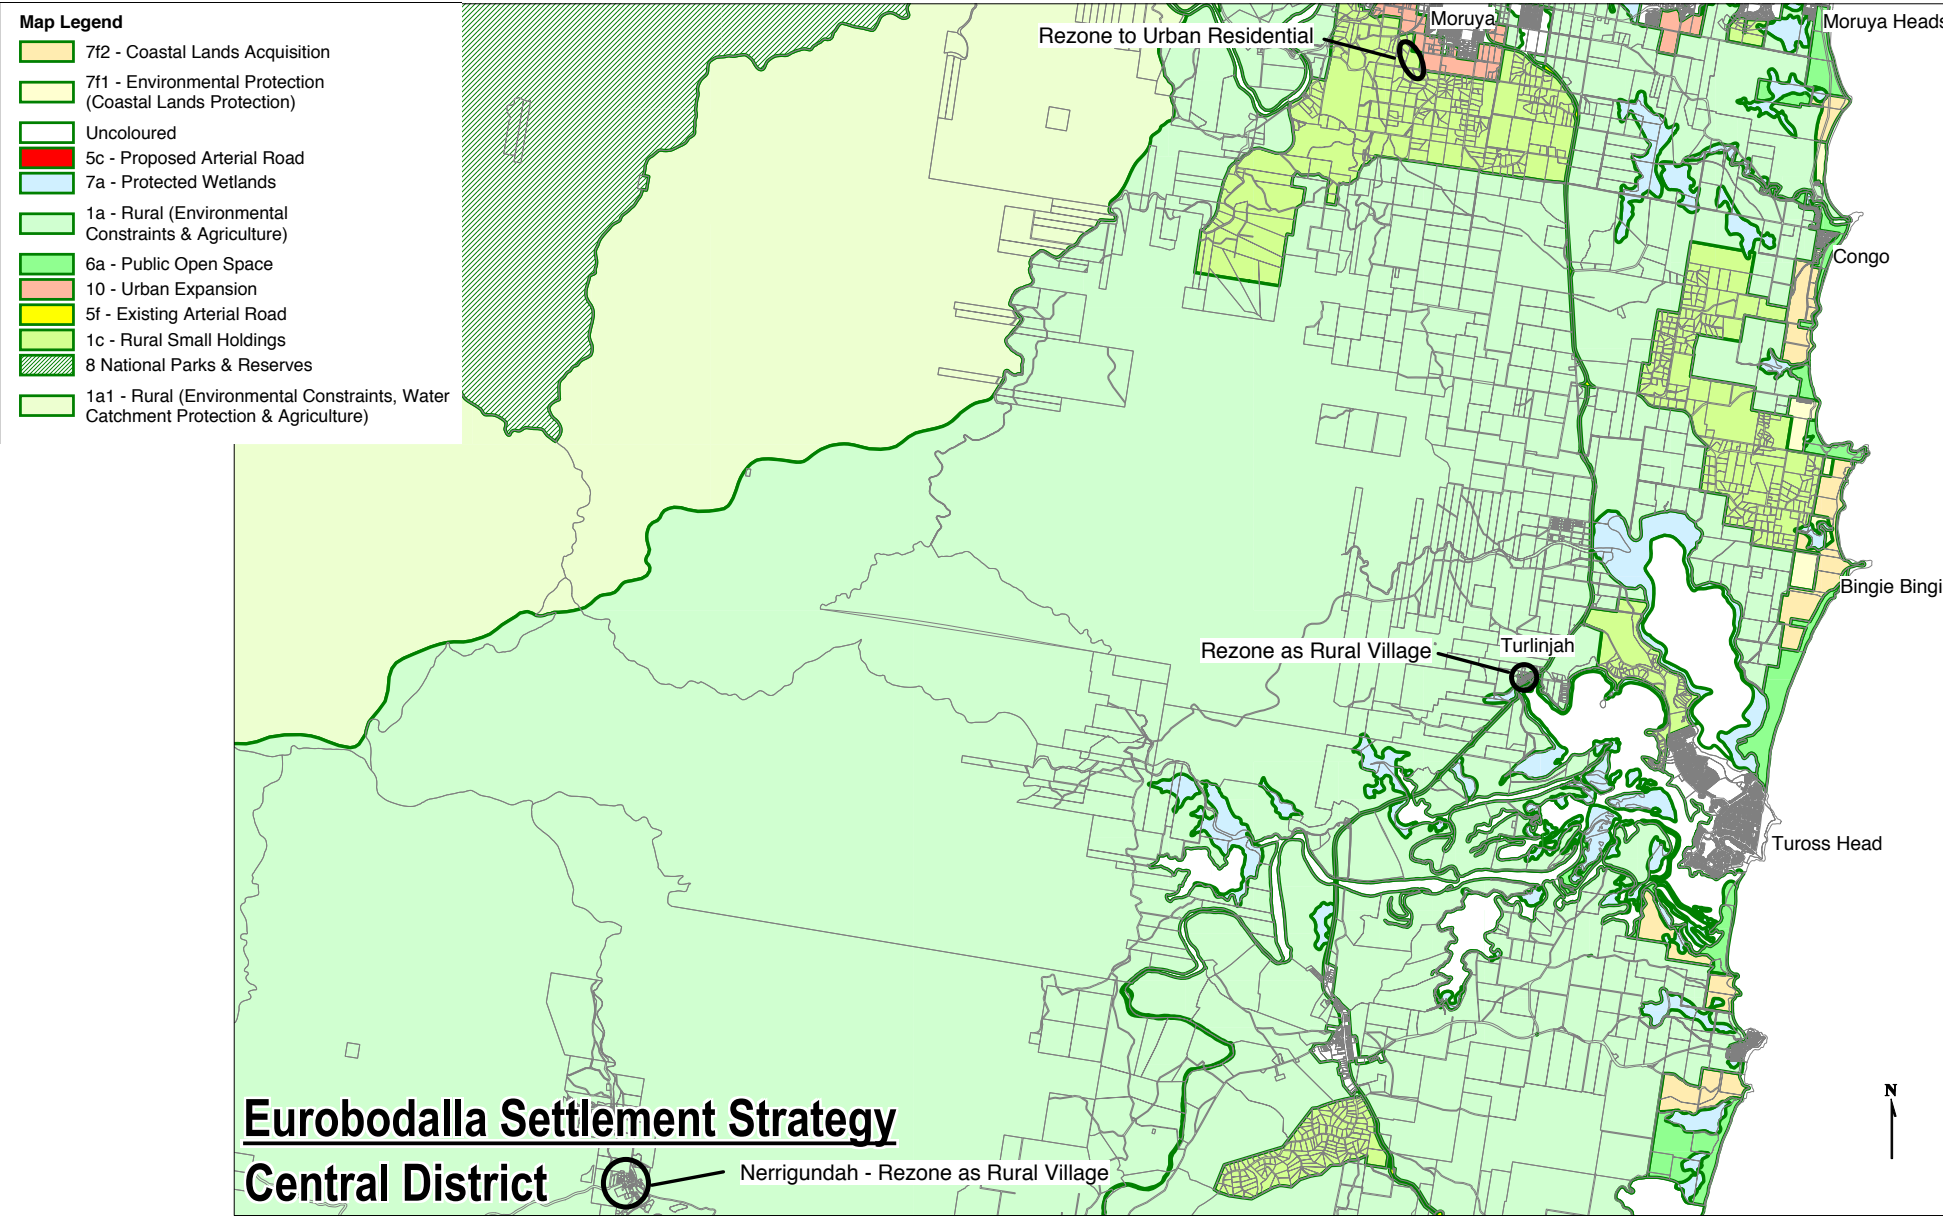 Map Legend
7f2 - Coastal Lands Acquisition
7f1 - Environmental Protection
(Coastal Lands Protection)
Uncoloured
5c - Proposed Arterial Road
7a - Protected Wetlands
1a - Rural (Environmental
Constraints & Agriculture)
6a - Public Open Space
10 - Urban Expansion
5f - Existing Arterial Road
1c - Rural Small Holdings
8 National Parks & Reserves
1a1 - Rural (Environmental Constraints, Water
Catchment Protection & Agriculture)
Moruya
Moruya Heads
Rezone to Urban Residential
Congo
Bingie Bingi
Rezone as Rural Village
Turlinjah
Tuross Head
N
Eurobodalla Settlement Strategy
Central District
Nerrigundah - Rezone as Rural Village